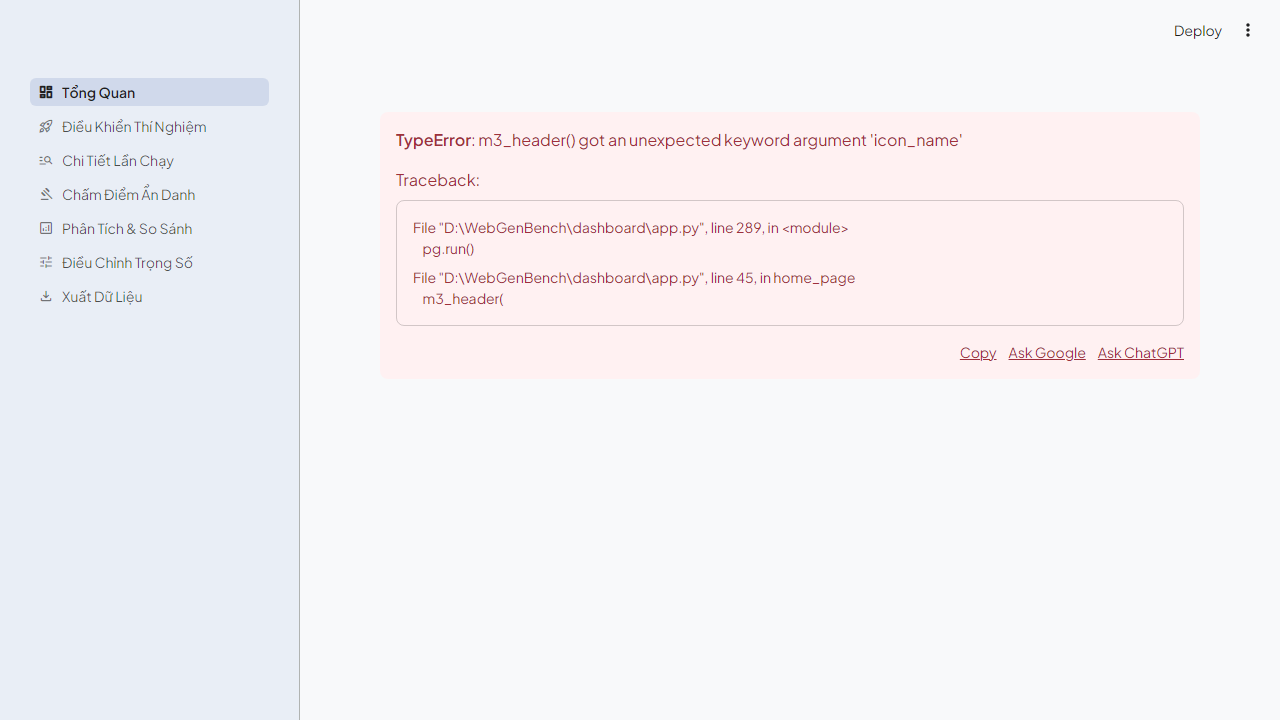 Deploy
Tổng Quan
Điều Khiển Thí Nghiệm
Chi Tiết Lần Chạy
Chấm Điểm Ẩn Danh
Phân Tích & So Sánh
Điều Chỉnh Trọng Số
Xuất Dữ Liệu
TypeError: m3_header() got an unexpected keyword argument 'icon_name'
Traceback:
File "D:\WebGenBench\dashboard\app.py", line 289, in <module>
pg.run()
File "D:\WebGenBench\dashboard\app.py", line 45, in home_page
m3_header(
Copy Ask Google Ask ChatGPT